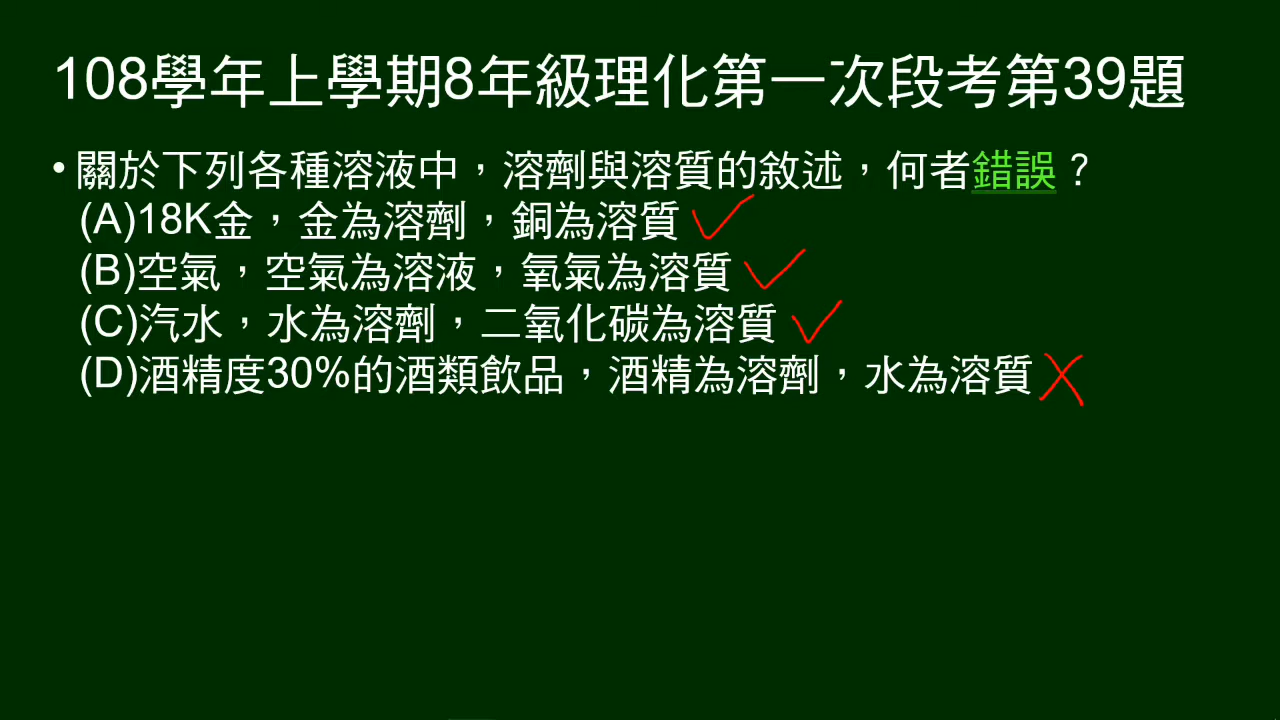 108學年上學期8年級理化第一次段考第39題
•關於下列各種溶液中，溶劑與溶質的敘述，何者錯誤？
(A)18K金，金為溶劑，銅為溶質
(B)空氣，空氣為溶液，氧氣為溶質
(C)汽水，水為溶劑，二氧化碳為溶質
(D)酒精度30%的酒類飲品，酒精為溶劑，水為溶質